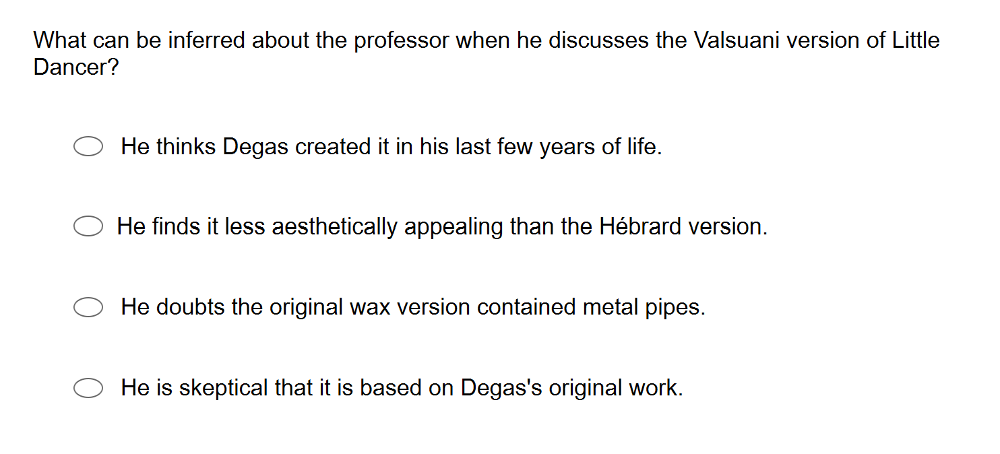 What can be inferred about the professor when he discusses the Valsuani version of Little
Dancer?
He thinks Degas created it in his last few years of life.
He finds it less aesthetically appealing than the Hébrard version.
He doubts the original wax version contained metal pipes.
He is skeptical that it is based on Degas's original work.